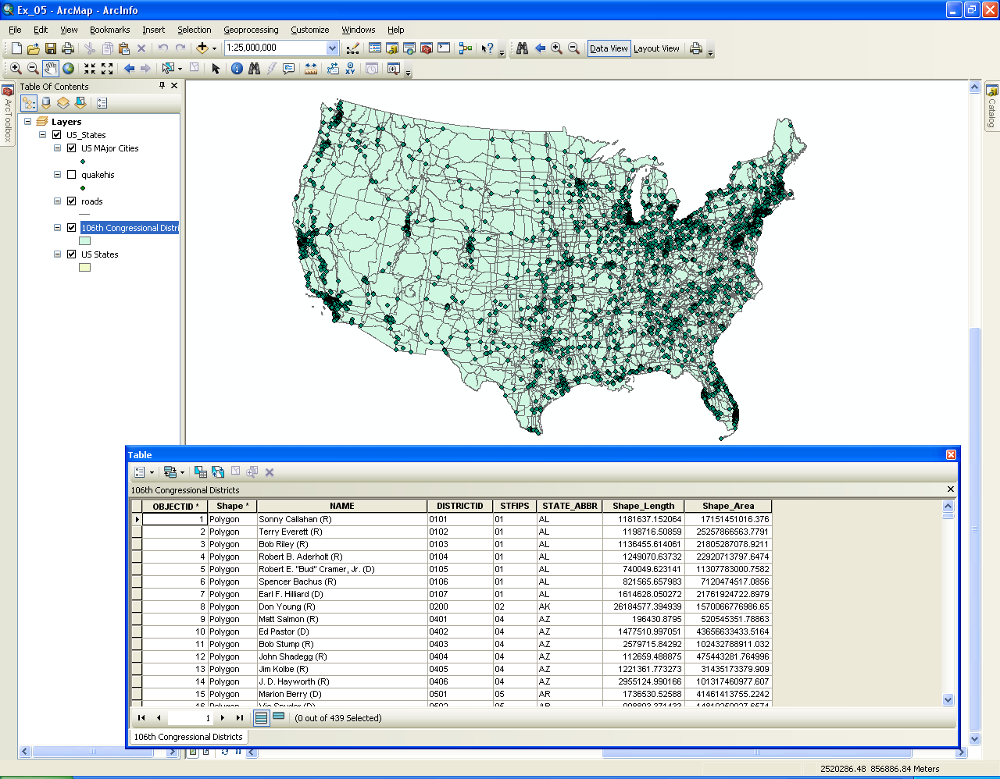 Ex_05 - ArcMap - ArcInfo
File Edit View Bookmarks Insert Selection Geoprocessing Customize Windows Help
1:25,000,000
Data View Layout View
Table Of Contents
ArcToolbox
Catalog
Layers
US_States
US MAjor Cities
quakehis
roads
106th Congressional Distri
US States
Table
106th Congressional Districts
OBJECTID * Shape * NAME DISTRICTID STFIPS STATE_ABBR Shape_Length Shape_Area
1 Polygon Sonny Callahan (R) 0101 01 AL 1181637.152064 17151451016.376
2 Polygon Terry Everett (R) 0102 01 AL 1198716.50859 25257866563.7791
3 Polygon Bob Riley (R) 0103 01 AL 1136455.614061 21805287078.9211
4 Polygon Robert B. Aderholt (R) 0104 01 AL 1249070.63732 22920713797.6474
5 Polygon Robert E. "Bud" Cramer, Jr. (D) 0105 01 AL 740049.623141 11307783000.7582
6 Polygon Spencer Bachus (R) 0106 01 AL 821565.657983 7120474517.0856
7 Polygon Earl F. Hilliard (D) 0107 01 AL 1614628.050272 21761924722.8979
8 Polygon Don Young (R) 0200 02 AK 26184577.394939 1570066776986.65
9 Polygon Matt Salmon (R) 0401 04 AZ 196430.8795 520545351.78863
10 Polygon Ed Pastor (D) 0402 04 AZ 1477510.997051 43656633433.5164
11 Polygon Bob Stump (R) 0403 04 AZ 2579715.84292 102432788911.032
12 Polygon John Shadegg (R) 0404 04 AZ 112659.488875 475443281.764996
13 Polygon Jim Kolbe (R) 0405 04 AZ 1221361.773273 31435173379.909
14 Polygon J. D. Hayworth (R) 0406 04 AZ 2955124.990166 101317460977.607
15 Polygon Marion Berry (D) 0501 05 AR 1736530.52588 41461413755.2242
1 (0 out of 439 Selected)
106th Congressional Districts
2520286.48 856886.84 Meters